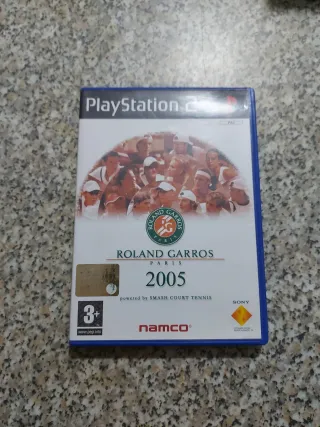 PlayStation 2
PAL
ROLAND GARROS
ROLAND GARROS
PARIS
2005
powered by SMASH COURT TENNIS
3+
www.pegi.info
namco
SONY